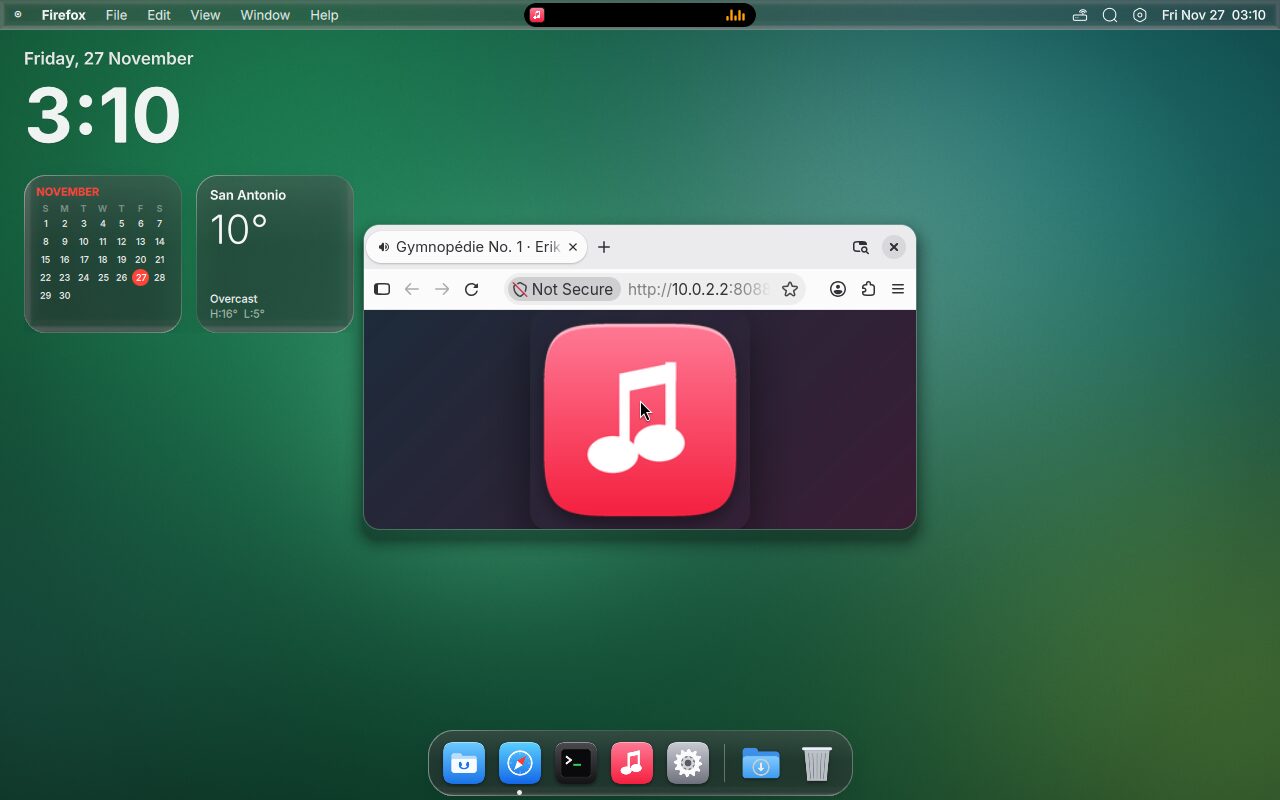 Firefox File Edit View Window Help
Fri Nov 27 03:10
Friday, 27 November
3:10
NOVEMBER
S M T W T F S
1 2 3 4 5 6 7
8 9 10 11 12 13 14
15 16 17 18 19 20 21
22 23 24 25 26 27 28
29 30
San Antonio
10°
Overcast
H:16° L:5°
Gymnopédie No. 1 · Erik
Not Secure http://10.0.2.2:8088